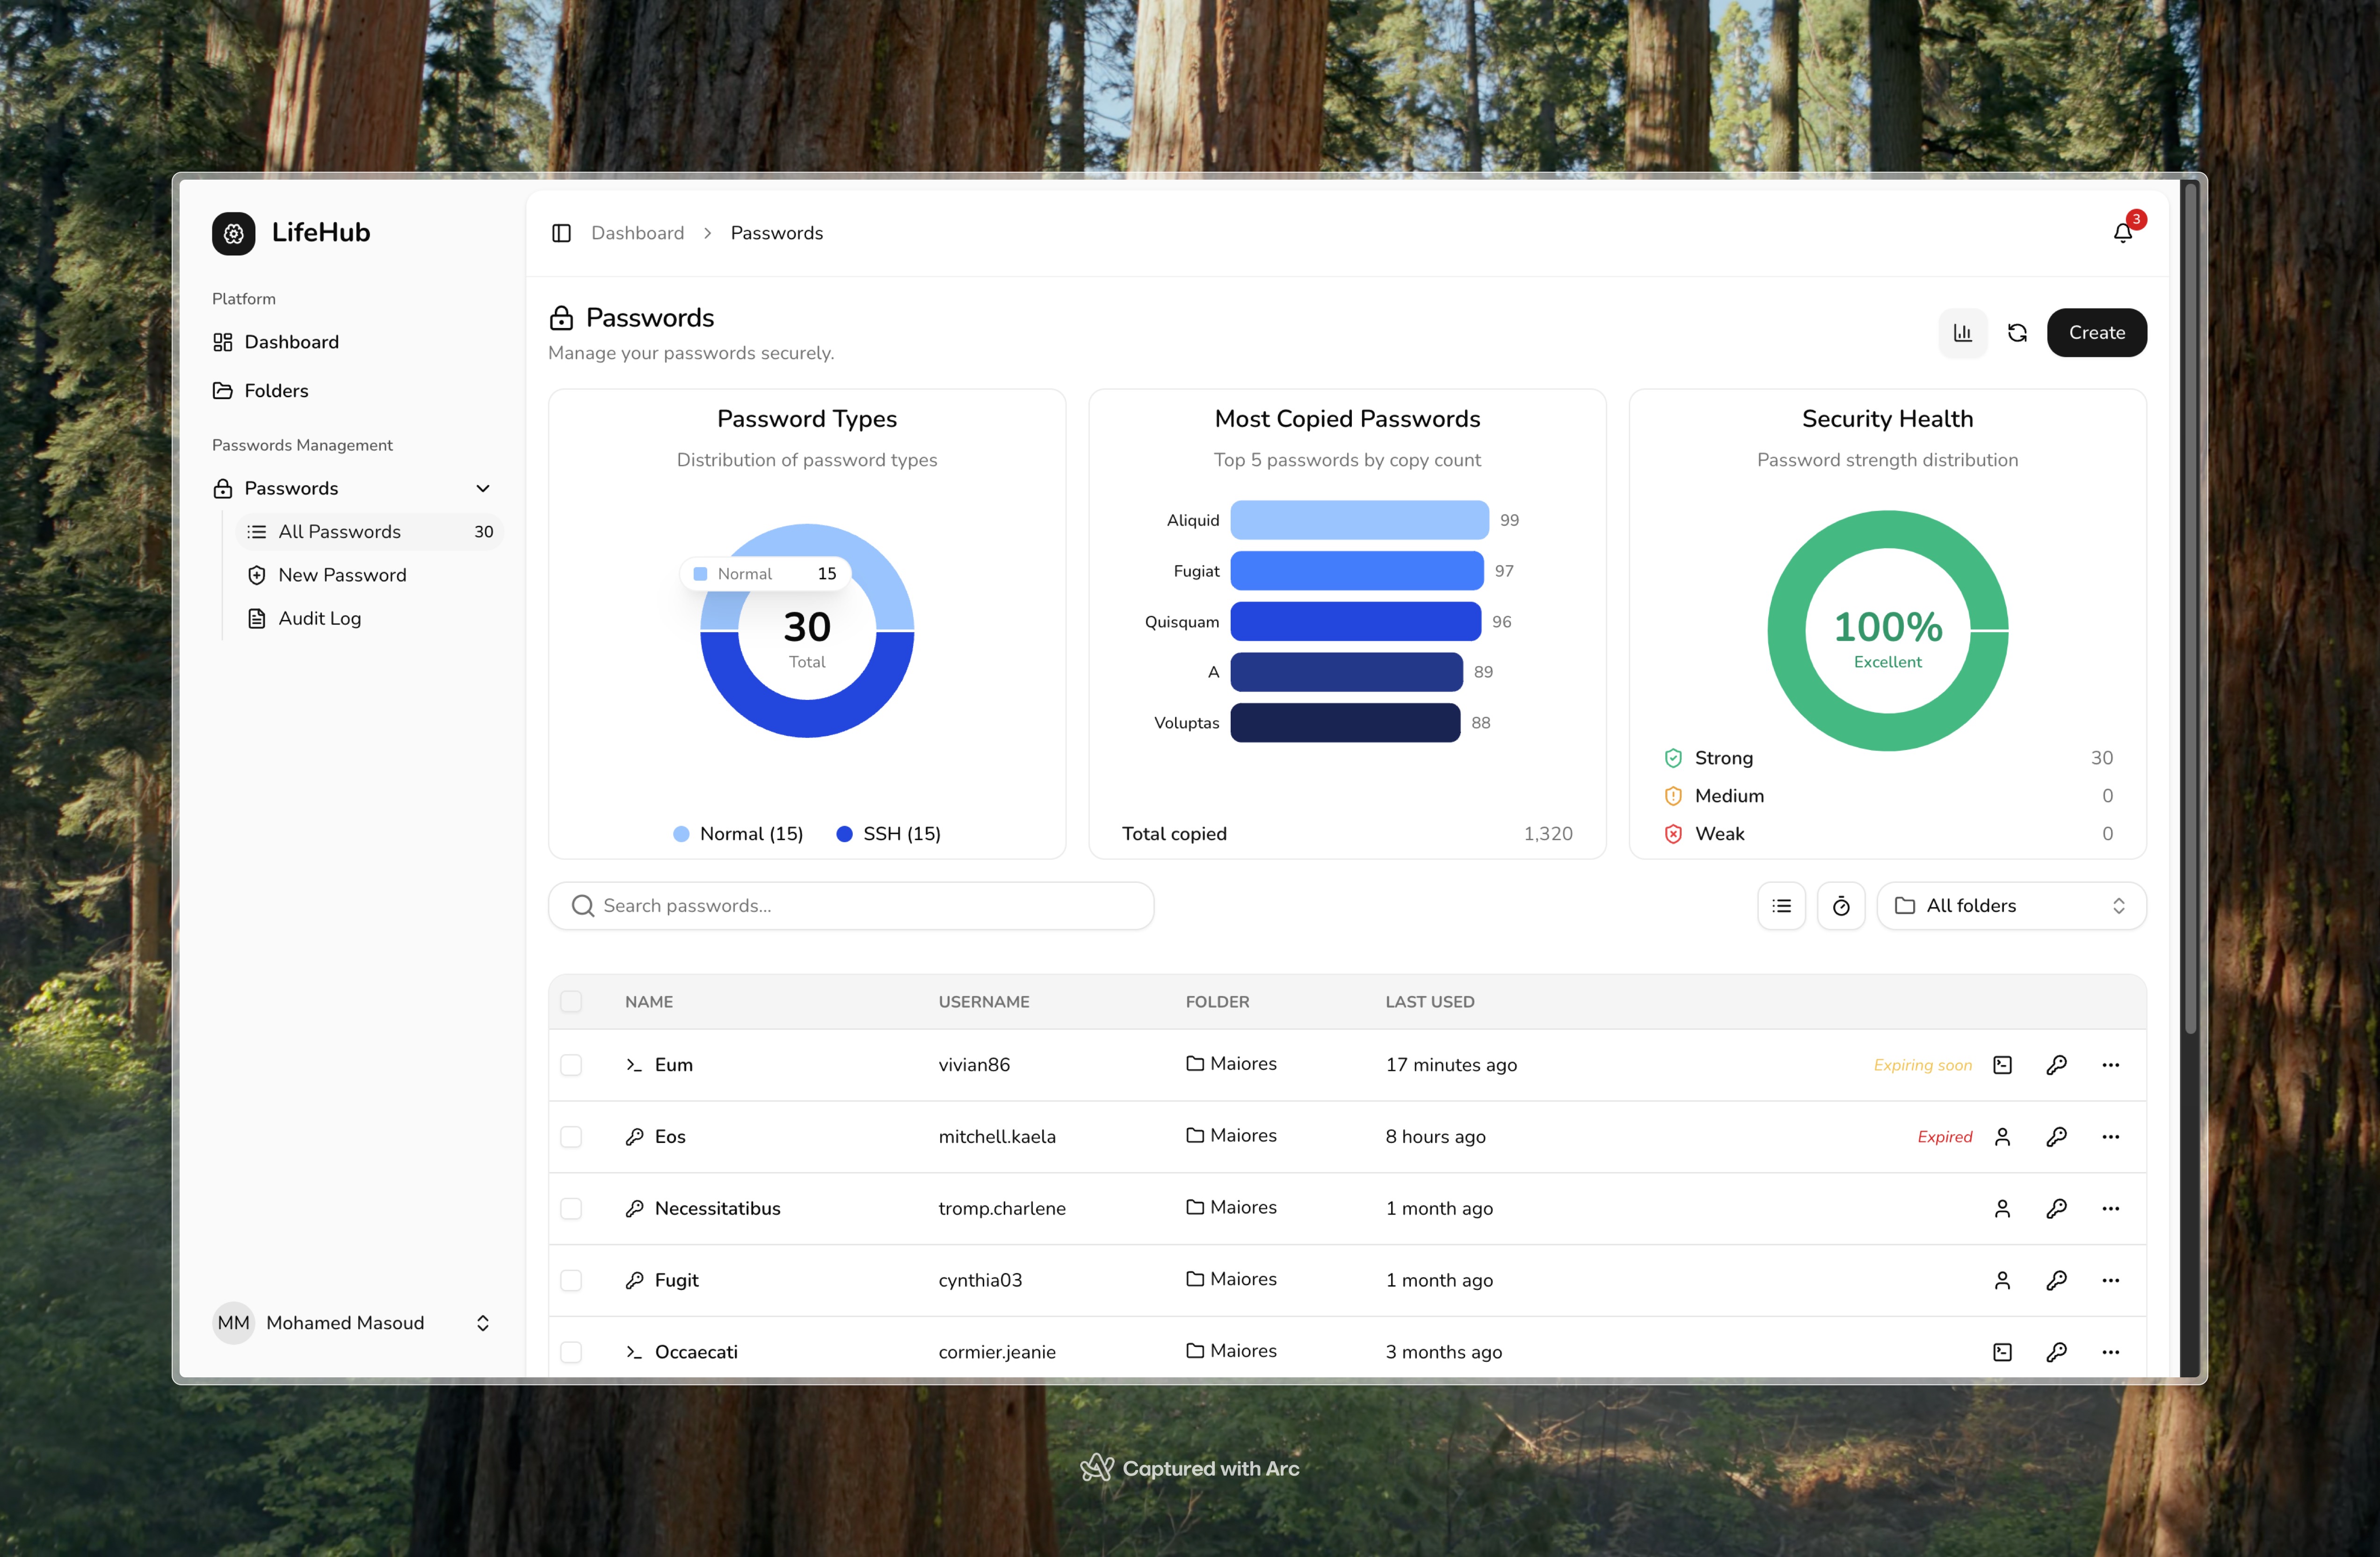 LifeHub
Platform
Dashboard
Folders
Passwords Management
Passwords
All Passwords 30
New Password
Audit Log
MM Mohamed Masoud
Dashboard > Passwords
3
Passwords
Manage your passwords securely.
Create
Password Types
Distribution of password types
Normal 15
30
Total
Normal (15) SSH (15)
Most Copied Passwords
Top 5 passwords by copy count
Aliquid 99
Fugiat 97
Quisquam 96
A 89
Voluptas 88
Total copied 1,320
Security Health
Password strength distribution
100%
Excellent
Strong 30
Medium 0
Weak 0
Search passwords...
All folders
NAME USERNAME FOLDER LAST USED
Eum vivian86 Maiores 17 minutes ago Expiring soon
Eos mitchell.kaela Maiores 8 hours ago Expired
Necessitatibus tromp.charlene Maiores 1 month ago
Fugit cynthia03 Maiores 1 month ago
Occaecati cormier.jeanie Maiores 3 months ago
Captured with Arc